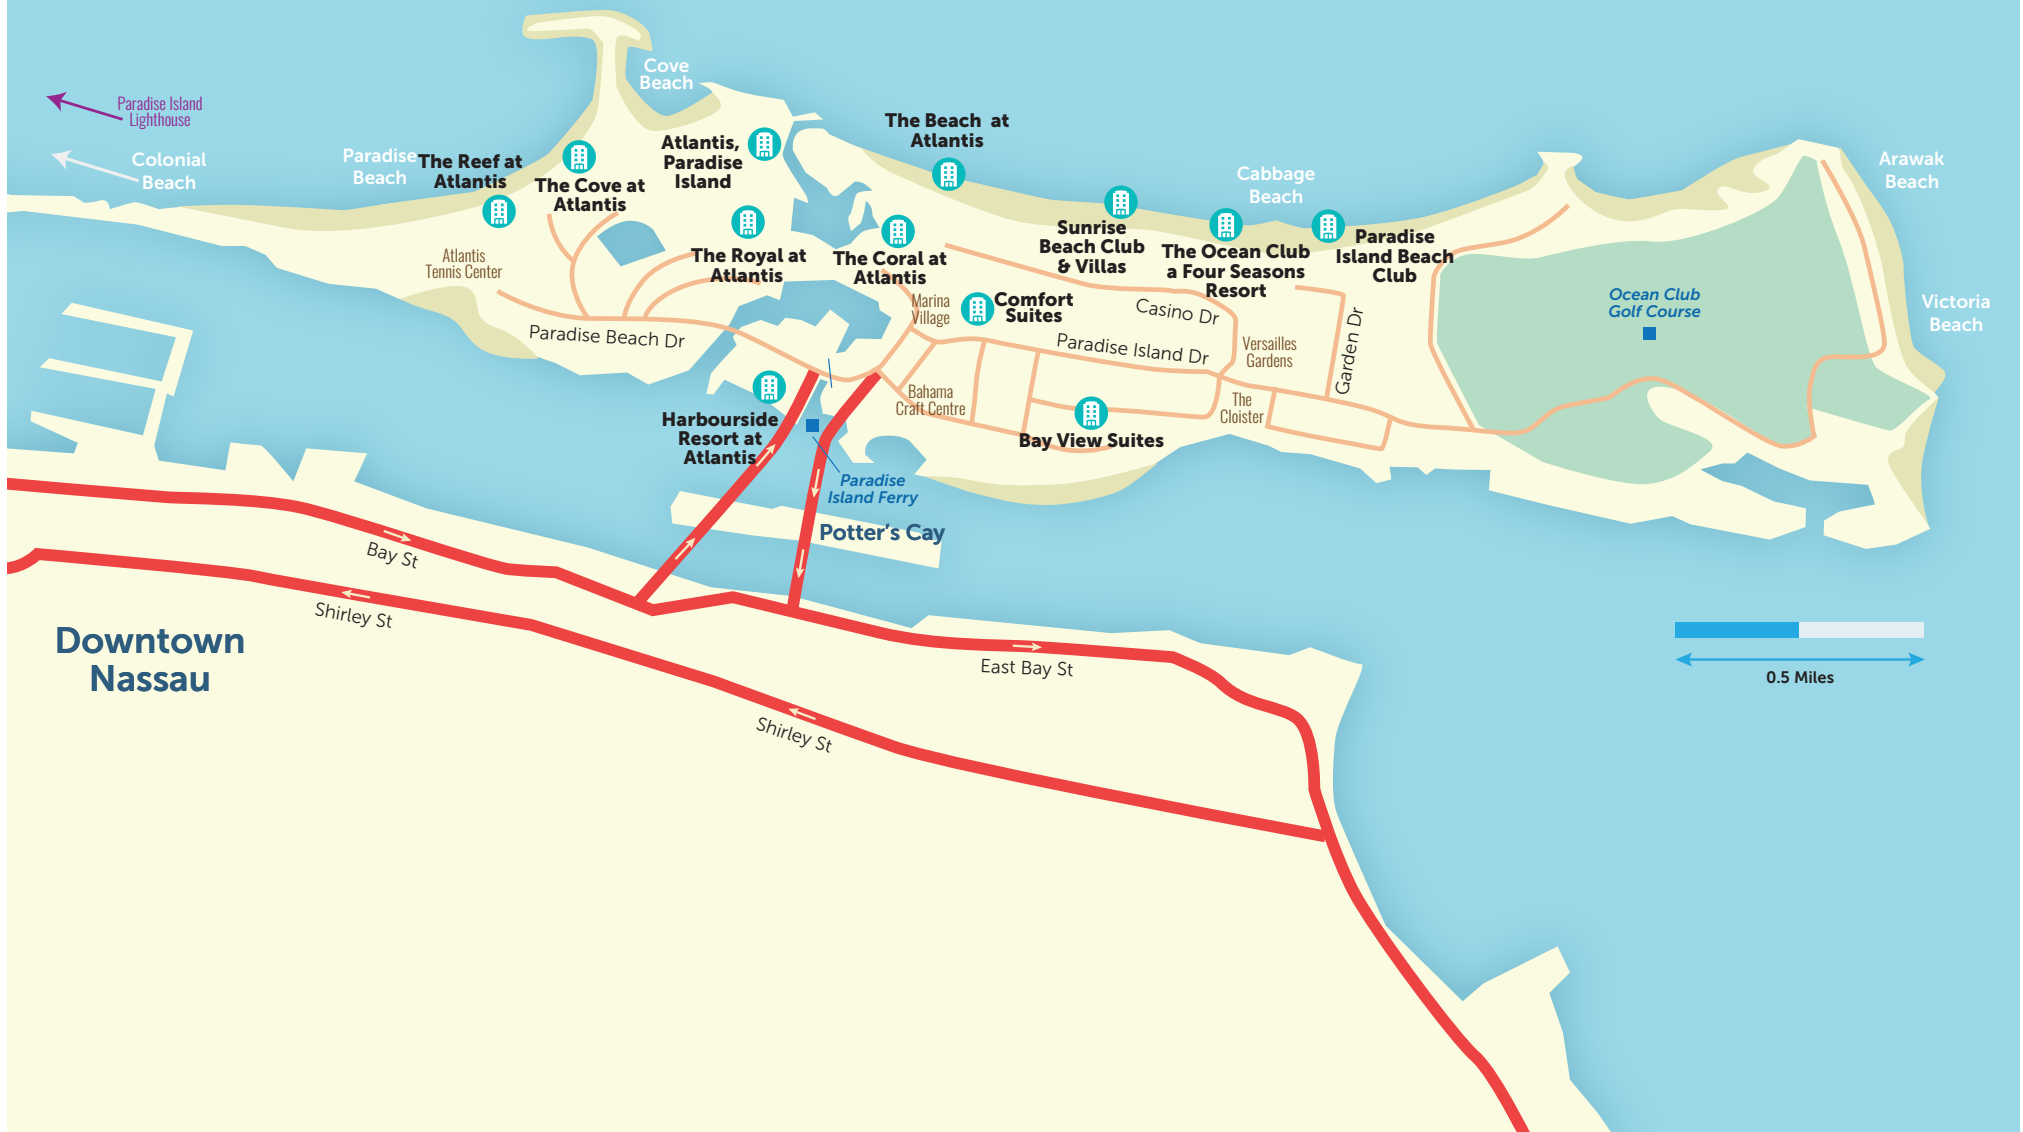 Cove
Beach
Paradise Island
Lighthouse
Colonial
Beach
Paradise
Beach
The Reef at
Atlantis
The Cove at
Atlantis
Atlantis,
Paradise
Island
The Beach at
Atlantis
Cabbage
Beach
Arawak
Beach
Atlantis
Tennis Center
The Royal at
Atlantis
The Coral at
Atlantis
Sunrise
Beach Club
& Villas
The Ocean Club
a Four Seasons
Resort
Paradise
Island Beach
Club
Marina
Village
Comfort
Suites
Casino Dr
Ocean Club
Golf Course
Victoria
Beach
Paradise Beach Dr
Paradise Island Dr
Versailles
Gardens
Garden Dr
Bahama
Craft Centre
The
Cloister
Harbourside
Resort at
Atlantis
Bay View Suites
Paradise
Island Ferry
Potter's Cay
Bay St
Shirley St
Downtown
Nassau
East Bay St
Shirley St
0.5 Miles